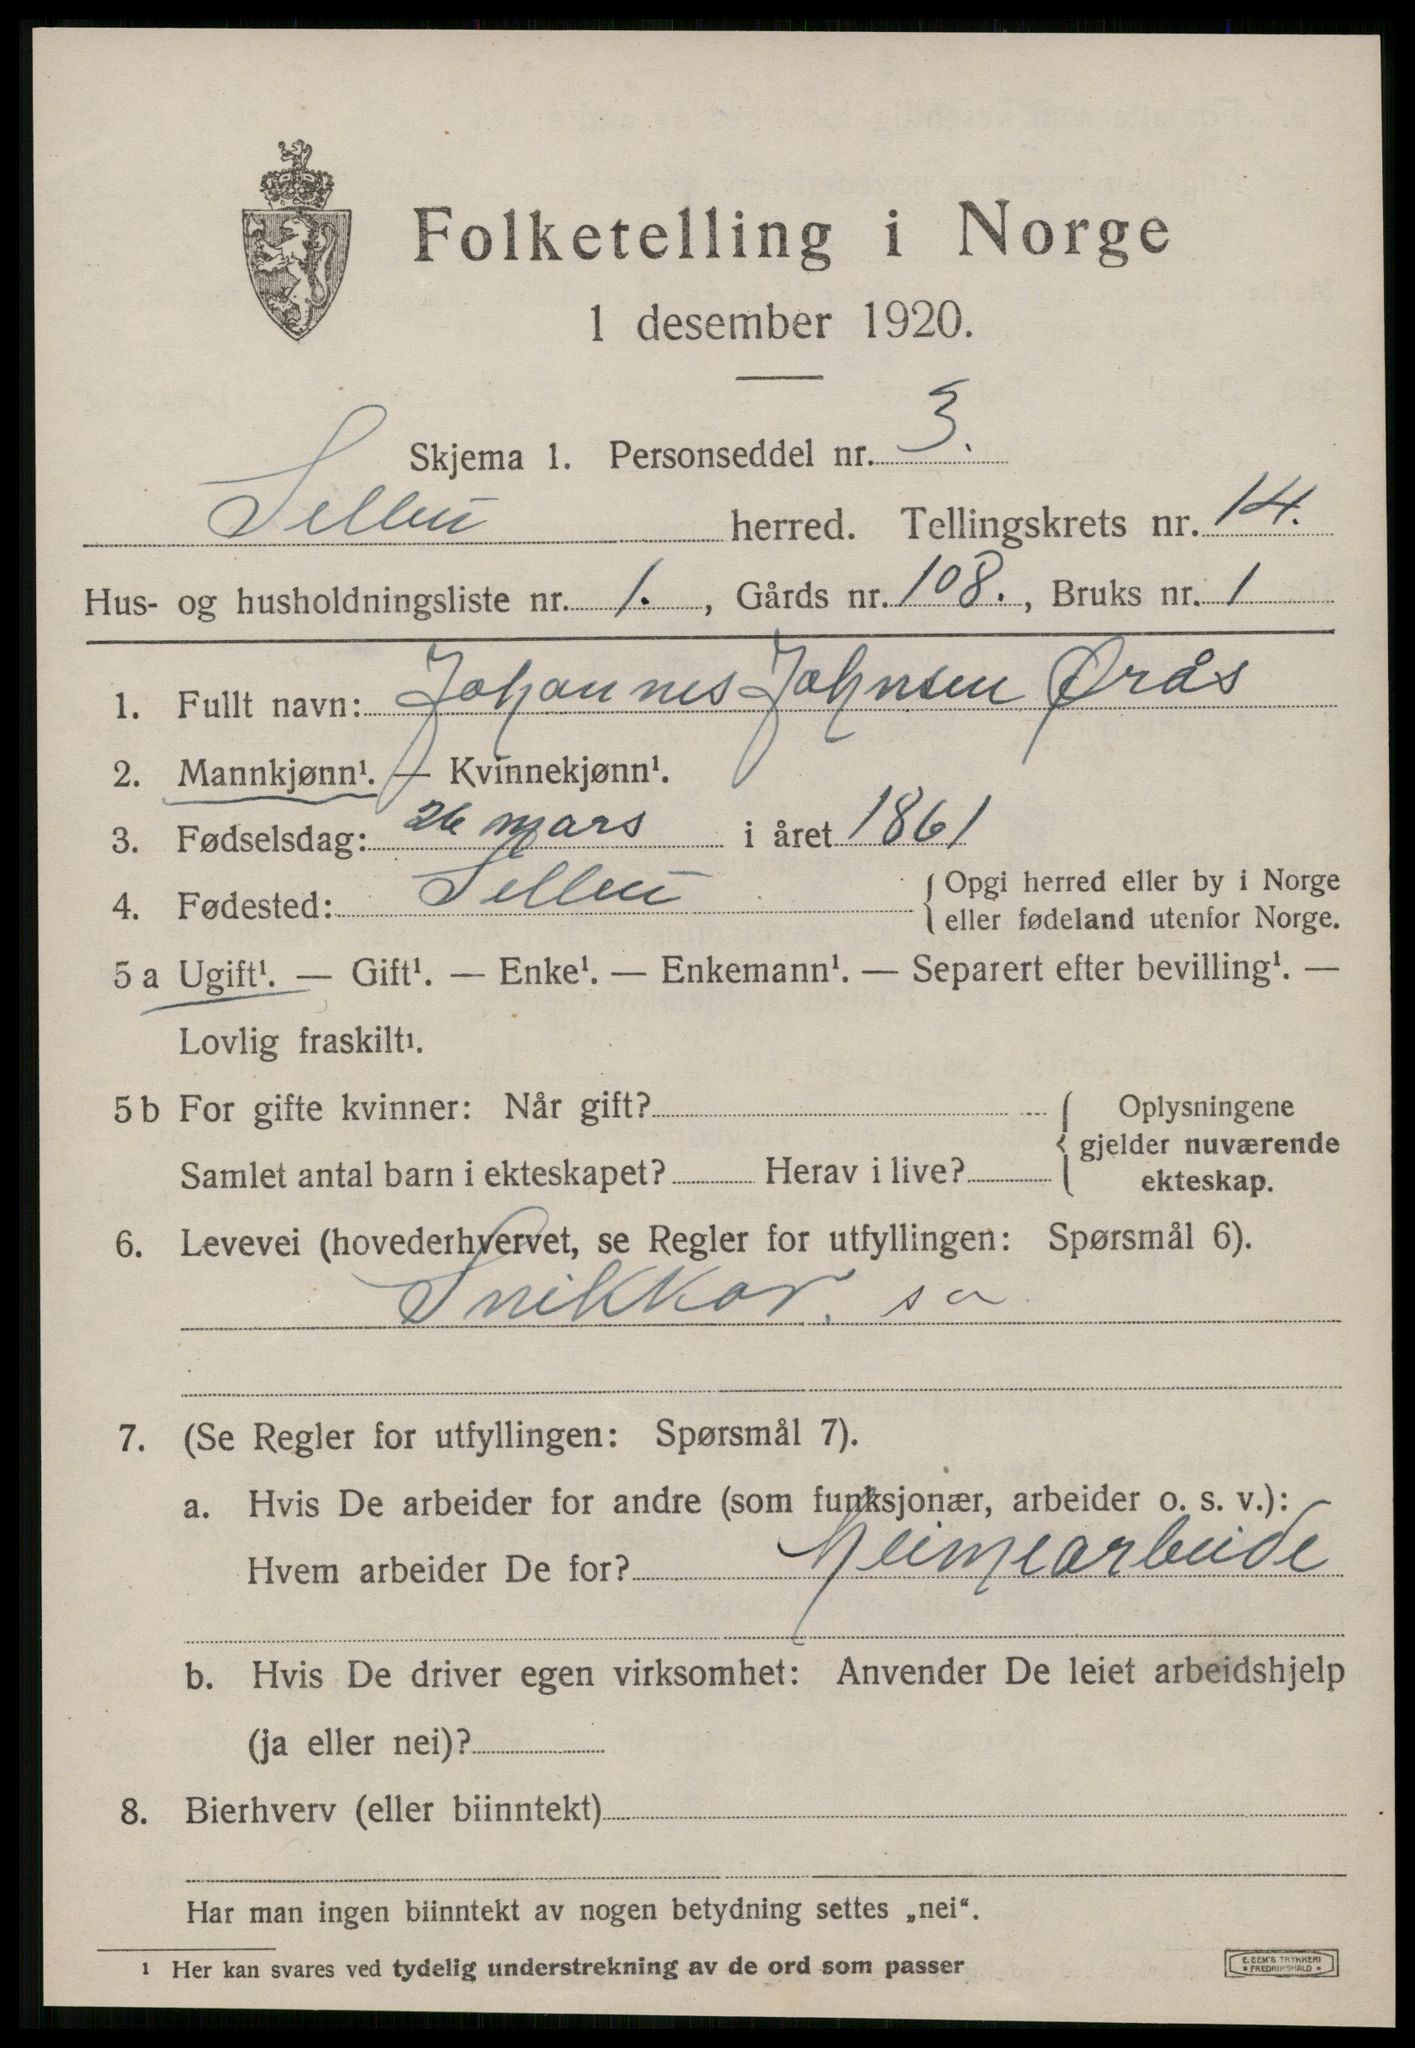 Folketelling i Norge
1 desember 1920.
Skjema 1. Personseddel nr. 3.
Selbu herred. Tellingskrets nr. 14.
Hus- og husholdningsliste nr. 1., Gårds nr. 108., Bruks nr. 1
1. Fullt navn: Johannes Johnsen Ørås
2. Mannkjønn¹. — Kvinnekjønn¹.
3. Fødselsdag: 26 mars i året 1861
4. Fødested: Selbu { Opgi herred eller by i Norge
eller fødeland utenfor Norge.
5 a Ugift¹. — Gift¹. — Enke¹. — Enkemann¹. — Separert efter bevilling¹. —
Lovlig fraskilt¹.
5 b For gifte kvinner: Når gift? { Oplysningene
gjelder nuværende
Samlet antal barn i ekteskapet? Herav i live?
ekteskap.
6. Levevei (hovederhvervet, se Regler for utfyllingen: Spørsmål 6).
Snikkar. sa
7. (Se Regler for utfyllingen: Spørsmål 7).
a. Hvis De arbeider for andre (som funksjonær, arbeider o. s. v.):
Hvem arbeider De for? Heimearbeide
b. Hvis De driver egen virksomhet: Anvender De leiet arbeidshjelp
(ja eller nei)?
8. Bierhverv (eller biinntekt)
Har man ingen biinntekt av nogen betydning settes „nei“.
¹ Her kan svares ved tydelig understrekning av de ord som passer
E. SEM'S TRYKKERI
FREDRIKSHALD